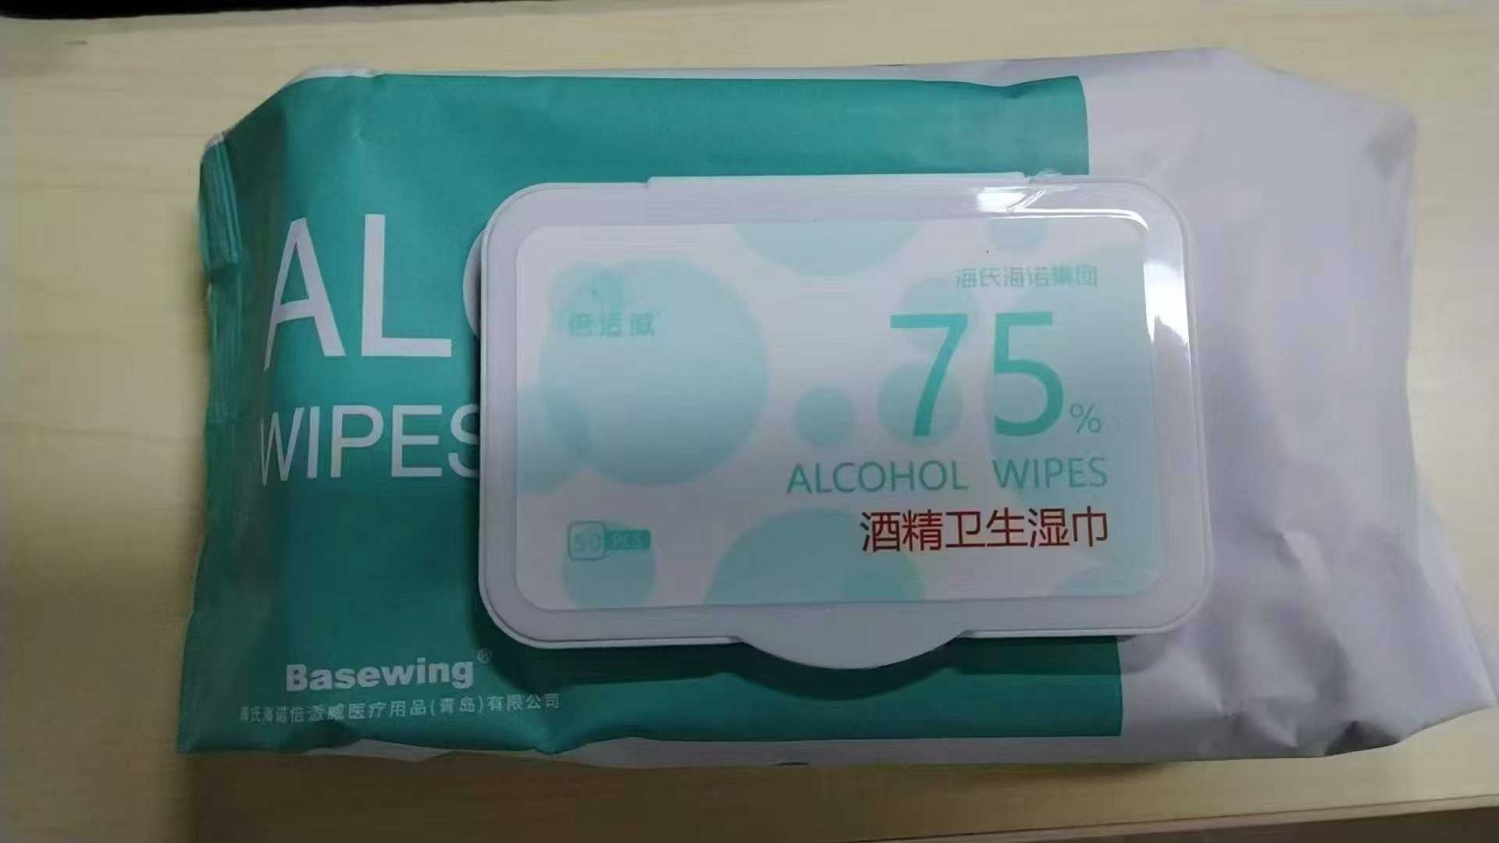 AL
WIPES
倍适威
海氏海诺集团
75%
ALCOHOL WIPES
酒精卫生湿巾
50 PCS
Basewing®
海氏海诺倍适威医疗用品(青岛)有限公司